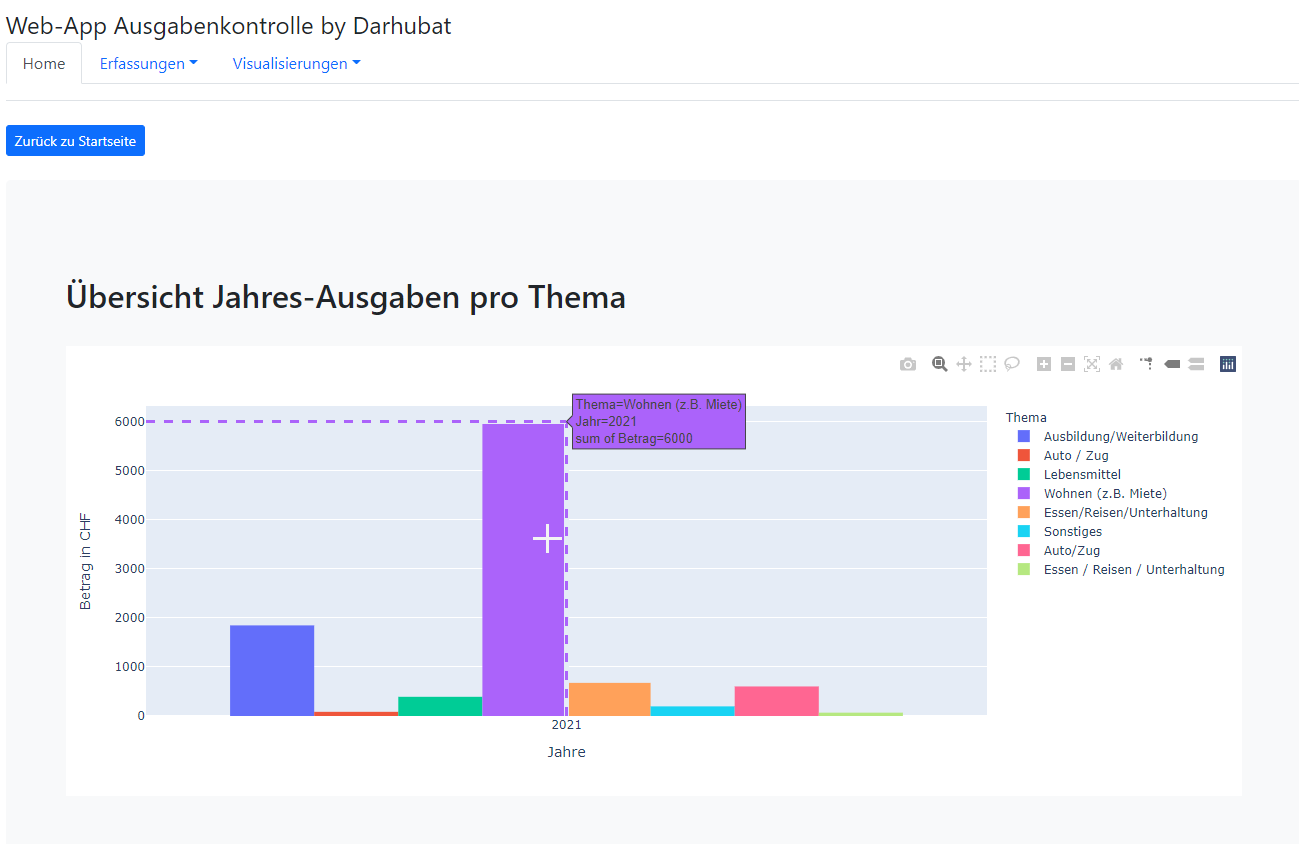 Web-App Ausgabenkontrolle by Darhubat
Home Erfassungen Visualisierungen
Zurück zu Startseite
Übersicht Jahres-Ausgaben pro Thema
Thema=Wohnen (z.B. Miete)
Jahr=2021
sum of Betrag=6000
6000
5000
4000
3000
2000
1000
0
Betrag in CHF
2021
Jahre
Thema
Ausbildung/Weiterbildung
Auto / Zug
Lebensmittel
Wohnen (z.B. Miete)
Essen/Reisen/Unterhaltung
Sonstiges
Auto/Zug
Essen / Reisen / Unterhaltung